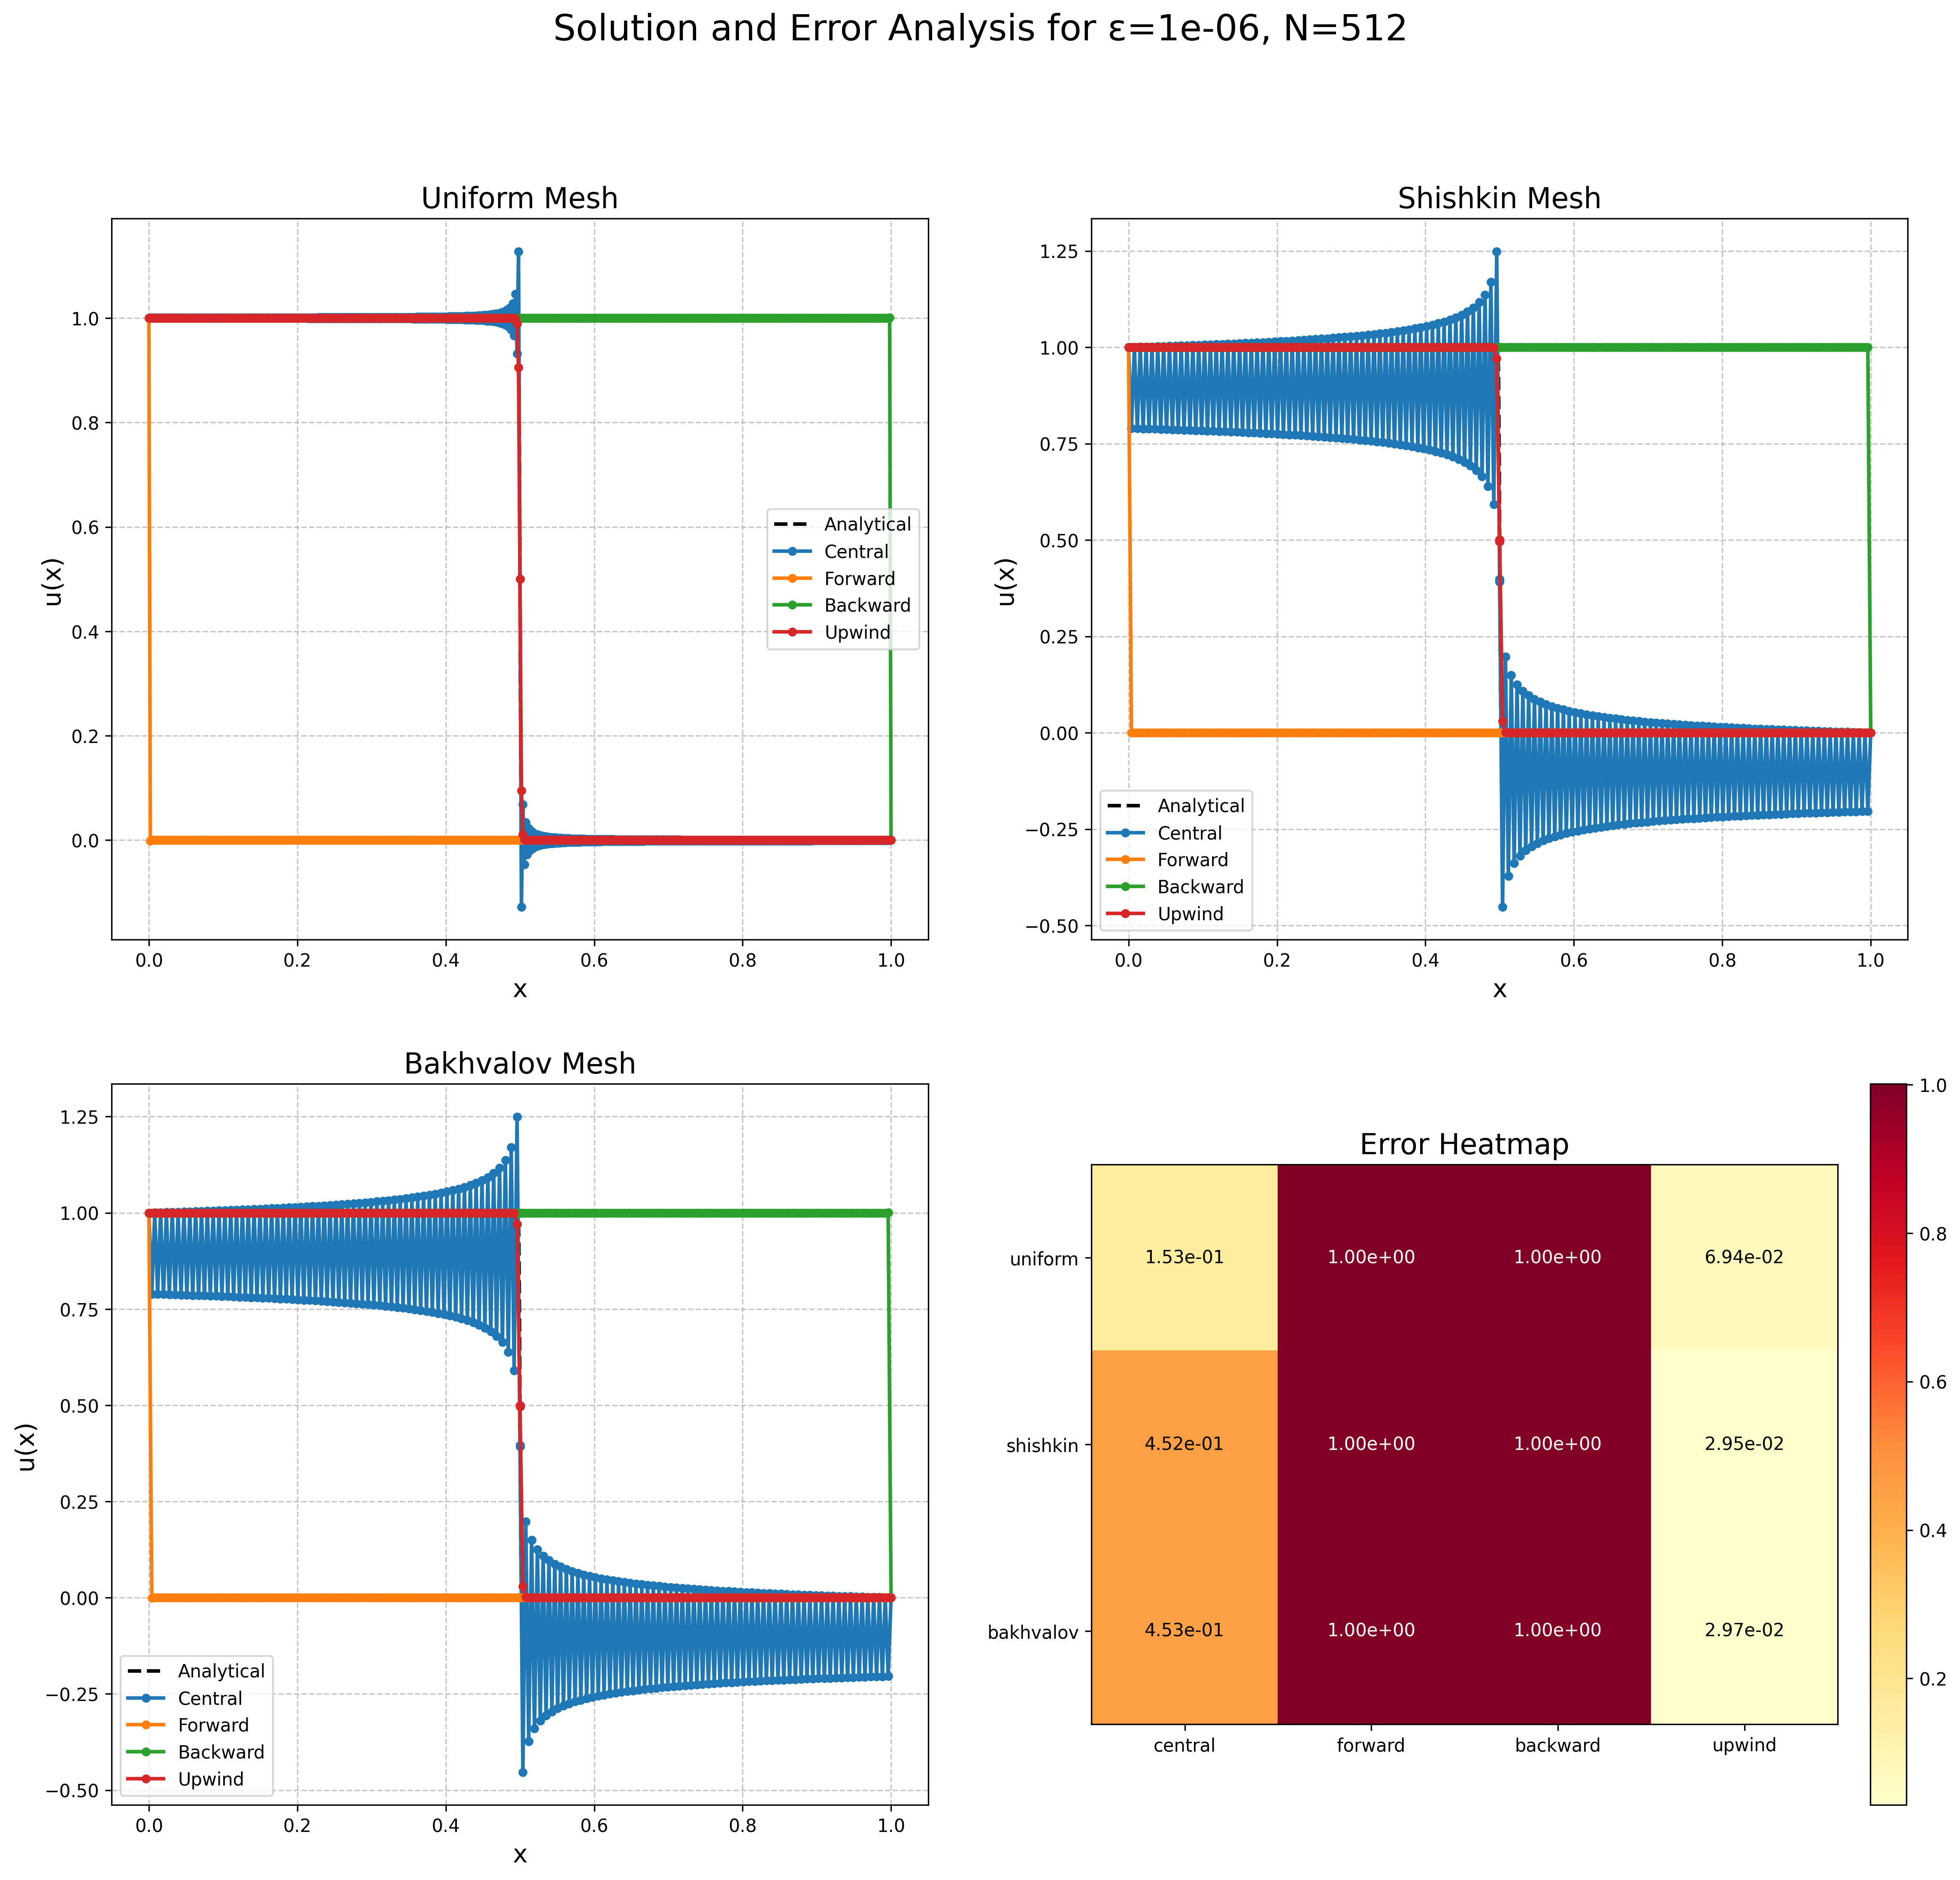 Solution and Error Analysis for ε=1e-06, N=512
Uniform Mesh
1.0
0.8
0.6
0.4
0.2
0.0
u(x)
0.0 0.2 0.4 0.6 0.8 1.0
x
Analytical
Central
Forward
Backward
Upwind
Shishkin Mesh
1.25
1.00
0.75
0.50
0.25
0.00
−0.25
−0.50
u(x)
0.0 0.2 0.4 0.6 0.8 1.0
x
Analytical
Central
Forward
Backward
Upwind
Bakhvalov Mesh
1.25
1.00
0.75
0.50
0.25
0.00
−0.25
−0.50
u(x)
0.0 0.2 0.4 0.6 0.8 1.0
x
Analytical
Central
Forward
Backward
Upwind
Error Heatmap
uniform 1.53e-01 1.00e+00 1.00e+00 6.94e-02
shishkin 4.52e-01 1.00e+00 1.00e+00 2.95e-02
bakhvalov 4.53e-01 1.00e+00 1.00e+00 2.97e-02
central forward backward upwind
1.0
0.8
0.6
0.4
0.2